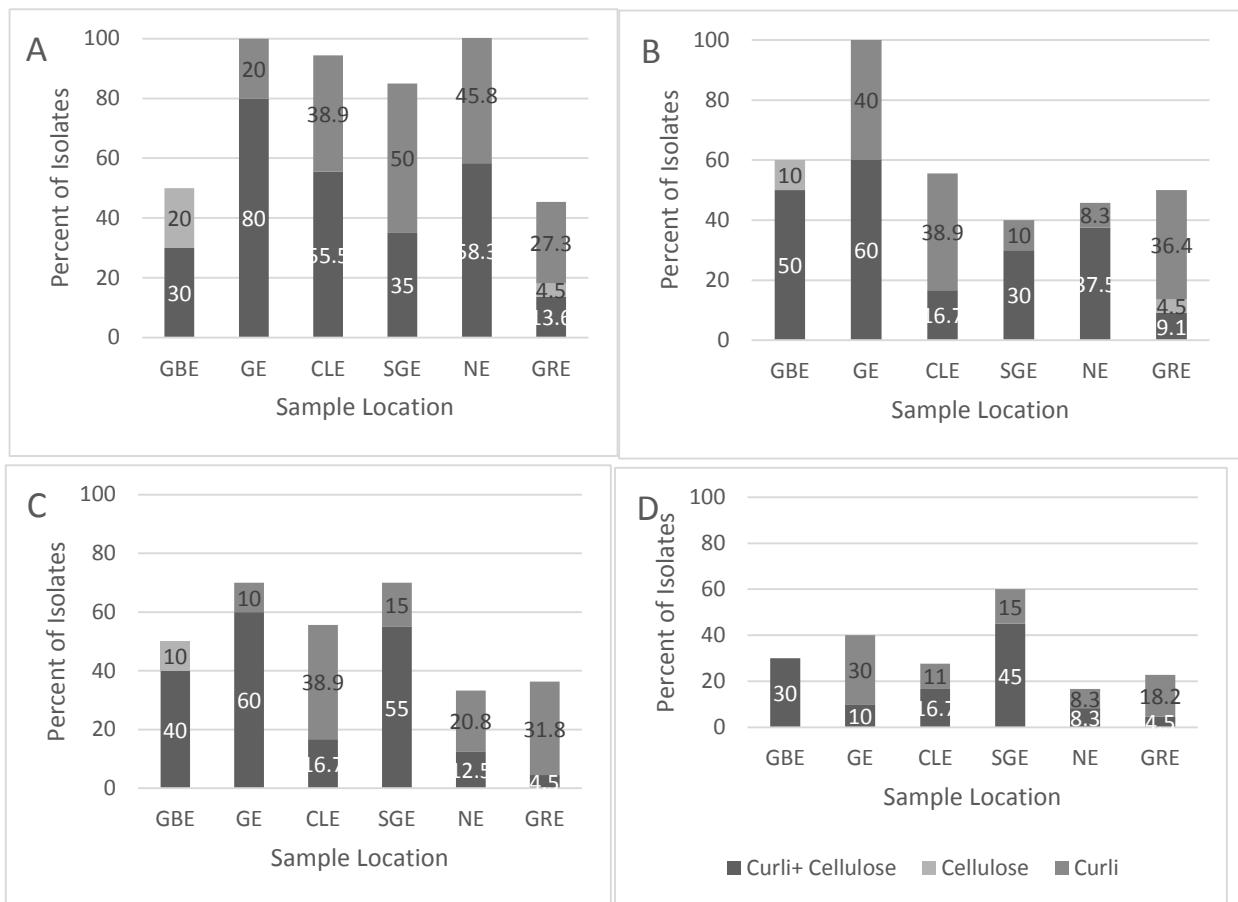 A
Percent of Isolates
100
80
60
40
20
0
20 80 30 20 38.9 55.5 50 35 45.8 58.3 27.3 4.5 13.6
GBE GE CLE SGE NE GRE
Sample Location
B
Percent of Isolates
100
80
60
40
20
0
10 50 40 60 38.9 16.7 10 30 8.3 37.5 36.4 4.5 9.1
GBE GE CLE SGE NE GRE
Sample Location
C
Percent of Isolates
100
80
60
40
20
0
10 40 10 60 38.9 16.7 15 55 20.8 12.5 31.8 4.5
GBE GE CLE SGE NE GRE
Sample Location
D
Percent of Isolates
100
80
60
40
20
0
30 30 10 11 16.7 15 45 8.3 8.3 18.2 4.5
GBE GE CLE SGE NE GRE
Sample Location
Curli+ Cellulose Cellulose Curli